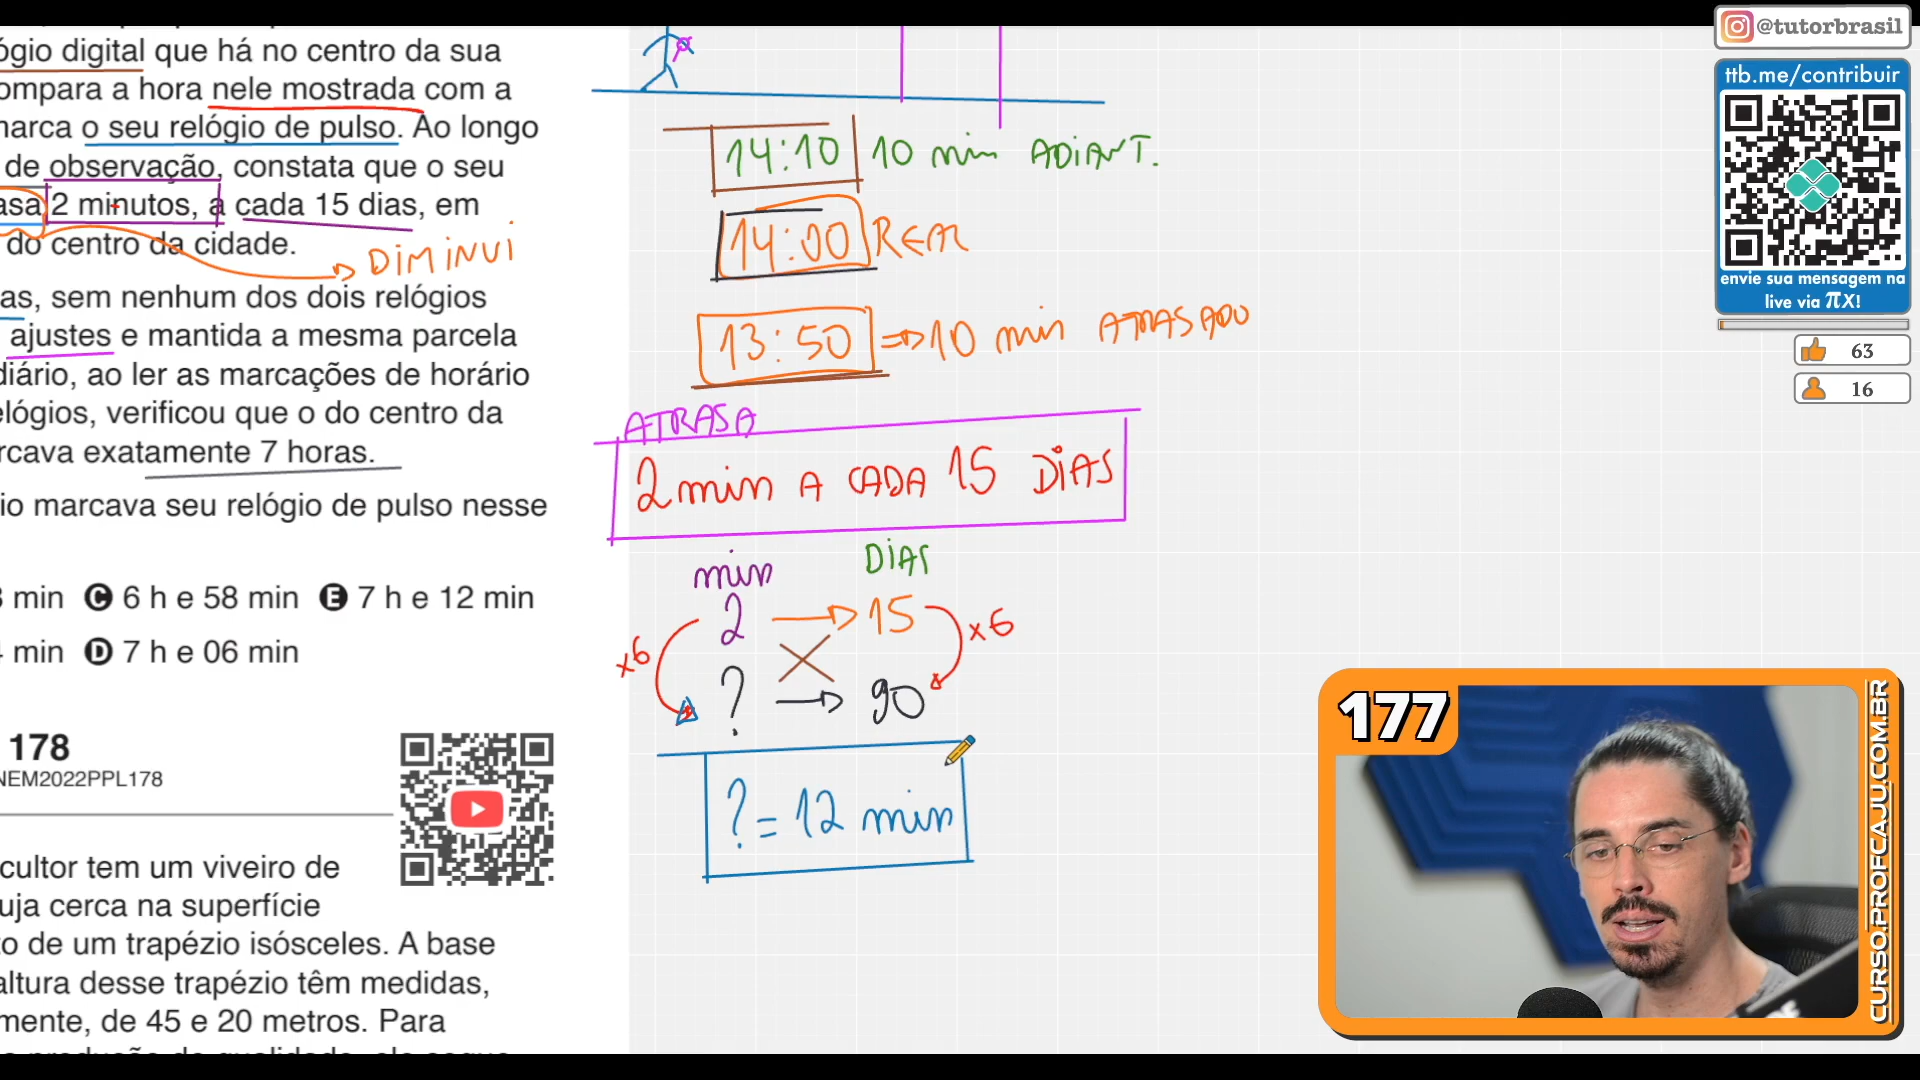 ógio digital que há no centro da sua
ompara a hora nele mostrada com a
narca o seu relógio de pulso. Ao longo
de observação, constata que o seu
asa 2 minutos, a cada 15 dias, em
do centro da cidade.
DIMINUI
as, sem nenhum dos dois relógios
ajustes e mantida a mesma parcela
diário, ao ler as marcações de horário
elógios, verificou que o do centro da
rcava exatamente 7 horas.
io marcava seu relógio de pulso nesse
min C 6 h e 58 min E 7 h e 12 min
min D 7 h e 06 min
178
NEM2022PPL178
cultor tem um viveiro de
uja cerca na superfície
to de um trapézio isósceles. A base
altura desse trapézio têm medidas,
mente, de 45 e 20 metros. Para
14:10 10 min ADIANT.
14:00 REAL
13:50 => 10 min ATRASADO
ATRASA
2 min A CADA 15 DIAS
min DIAS
2 → 15
x6 x6
? → 90
? = 12 min
@tutorbrasil
ttb.me/contribuir
envie sua mensagem na
live via πX!
63
16
177
CURSO.PROFCAJU.COM.BR